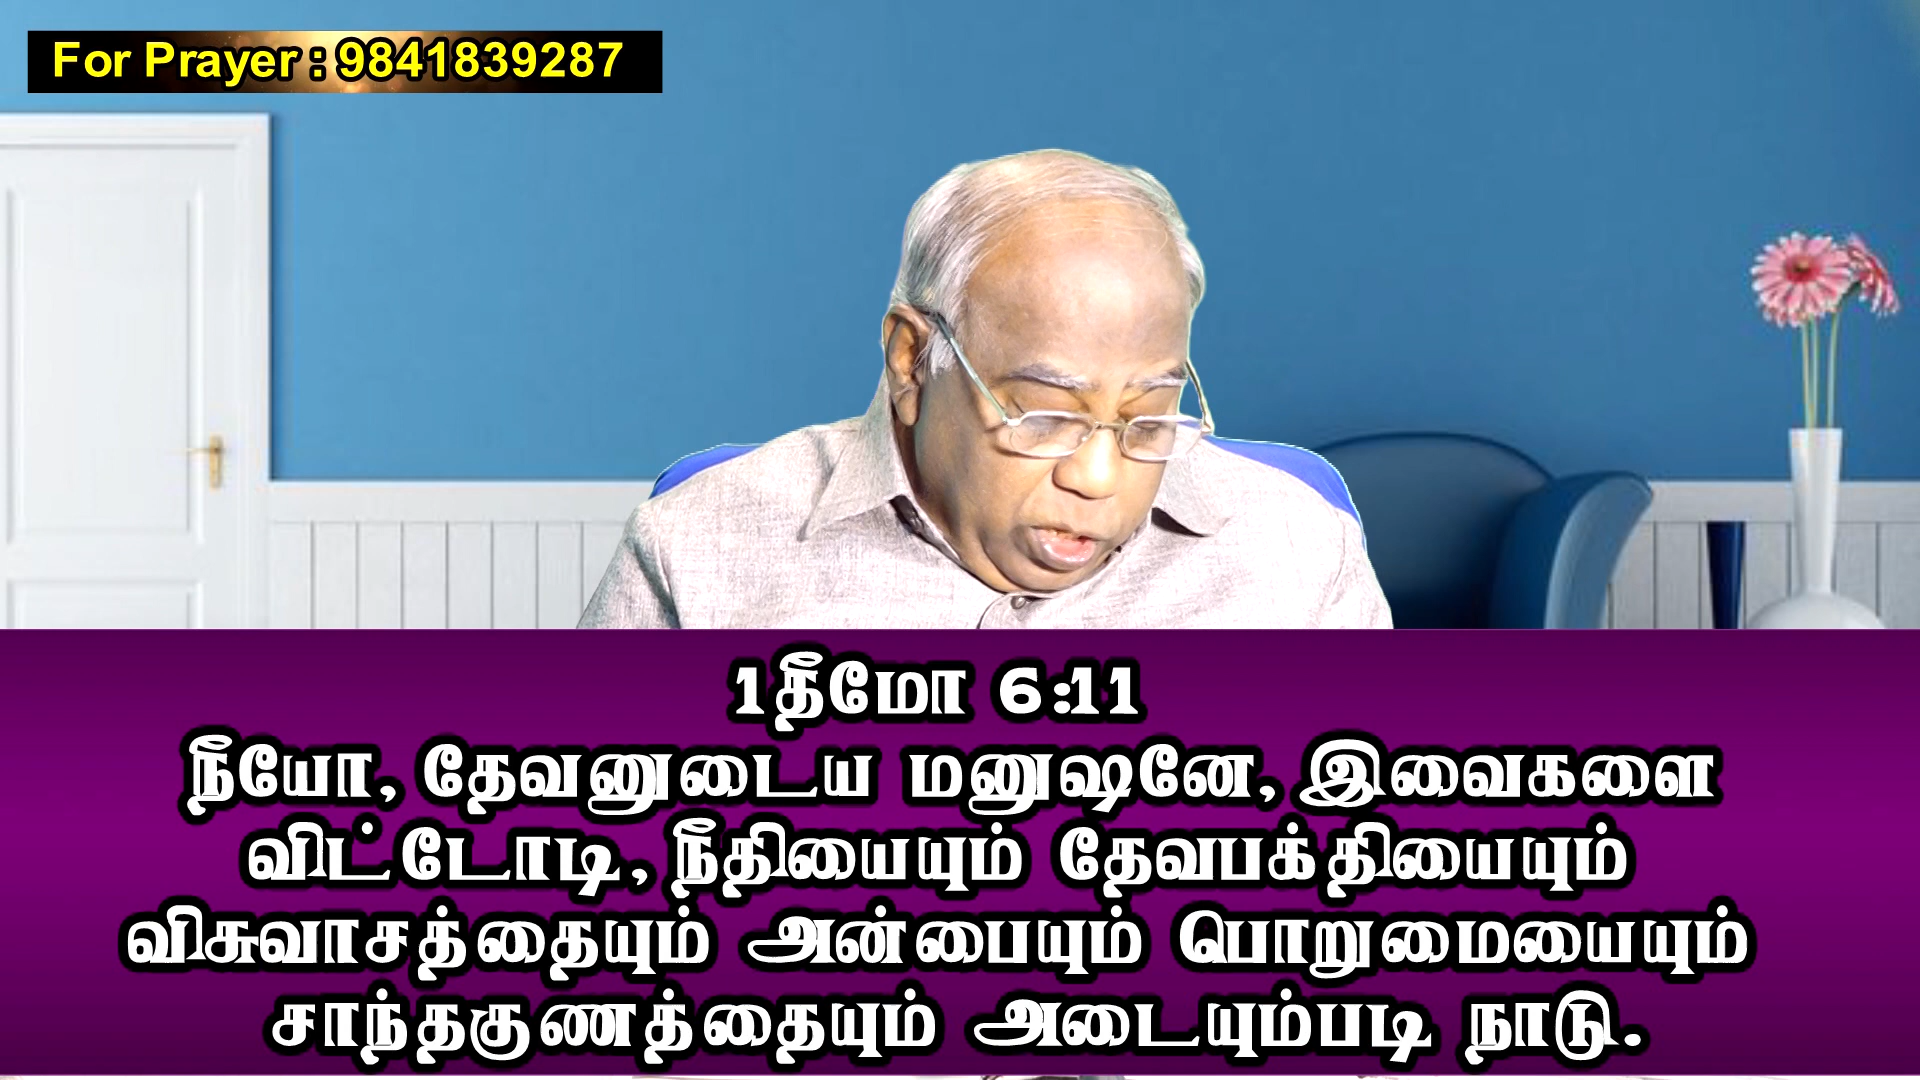 For Prayer : 9841839287
1தீமோ 6:11
நீயோ, தேவனுடைய மனுஷனே, இவைகளை
விட்டோடி, நீதியையும் தேவபக்தியையும்
விசுவாசத்தையும் அன்பையும் பொறுமையையும்
சாந்தகுணத்தையும் அடையும்படி நாடு.